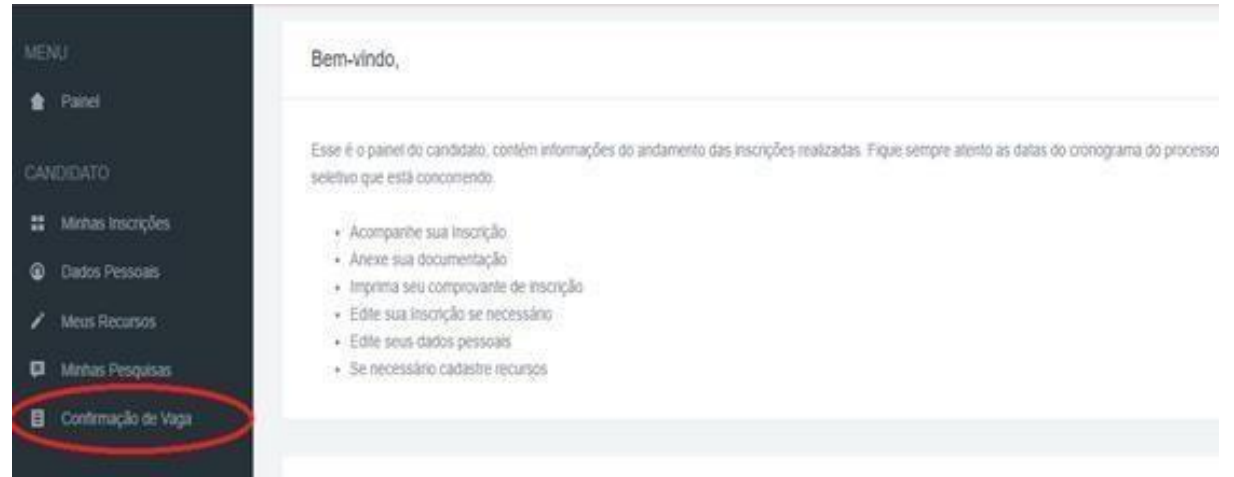 MENU
Painel
CANDIDATO
Minhas Inscrições
Dados Pessoais
Meus Recursos
Minhas Pesquisas
Confirmação de Vaga
Bem-vindo,
Esse é o painel do candidato, contém informações do andamento das inscrições realizadas. Fique sempre atento as datas do cronograma do processo
seletivo que está concorrendo.
• Acompanhe sua Inscrição
• Anexe sua documentação
• Imprima seu comprovante de inscrição
• Edite sua Inscrição se necessário
• Edite seus dados pessoais
• Se necessário cadastre recursos